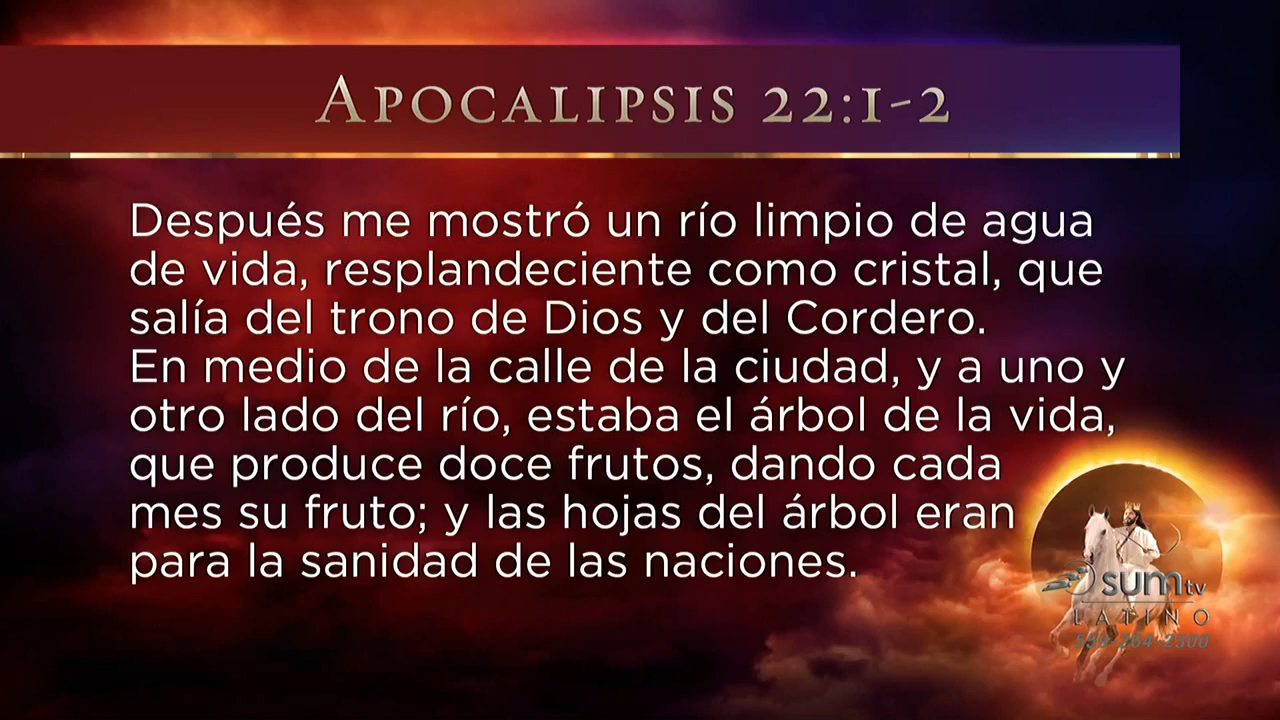 APOCALIPSIS 22:1-2
Después me mostró un río limpio de agua
de vida, resplandeciente como cristal, que
salía del trono de Dios y del Cordero.
En medio de la calle de la ciudad, y a uno y
otro lado del río, estaba el árbol de la vida,
que produce doce frutos, dando cada
mes su fruto; y las hojas del árbol eran
para la sanidad de las naciones.
sumtv
LATINO